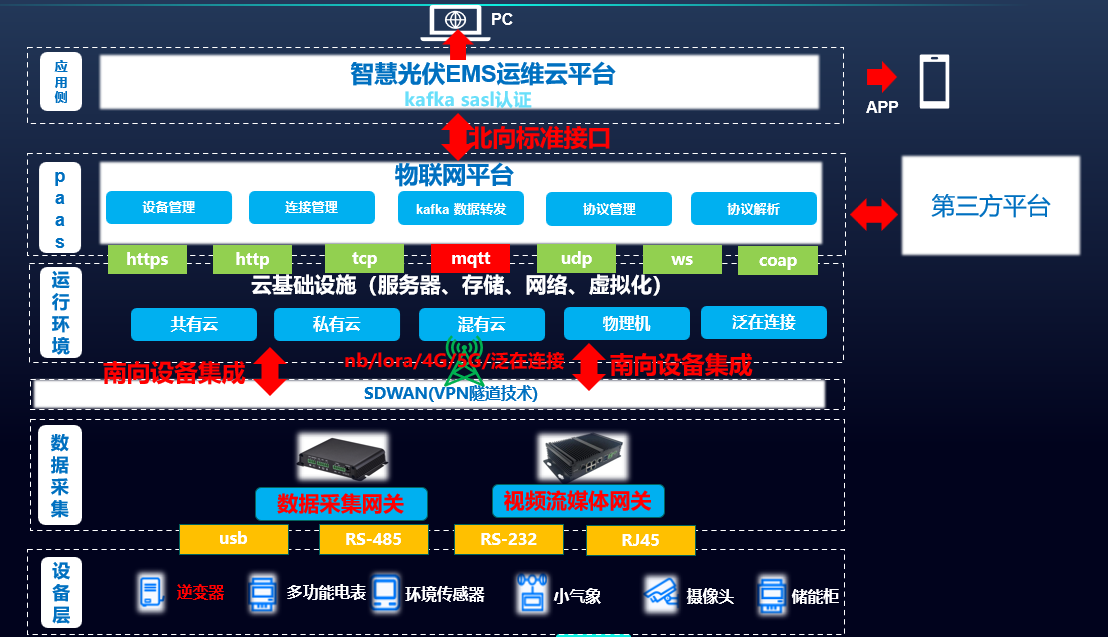 PC
应用侧
智慧光伏EMS运维云平台
kafka sasl认证
APP
北向标准接口
paas
物联网平台
设备管理
连接管理
kafka 数据转发
协议管理
协议解析
第三方平台
https
http
tcp
mqtt
udp
ws
coap
运行环境
云基础设施（服务器、存储、网络、虚拟化）
共有云
私有云
混有云
物理机
泛在连接
南向设备集成
nb/lora/4G/5G/泛在连接
南向设备集成
SDWAN(VPN隧道技术)
数据采集
数据采集网关
视频流媒体网关
usb
RS-485
RS-232
RJ45
设备层
逆变器
多功能电表
环境传感器
小气象
摄像头
储能柜